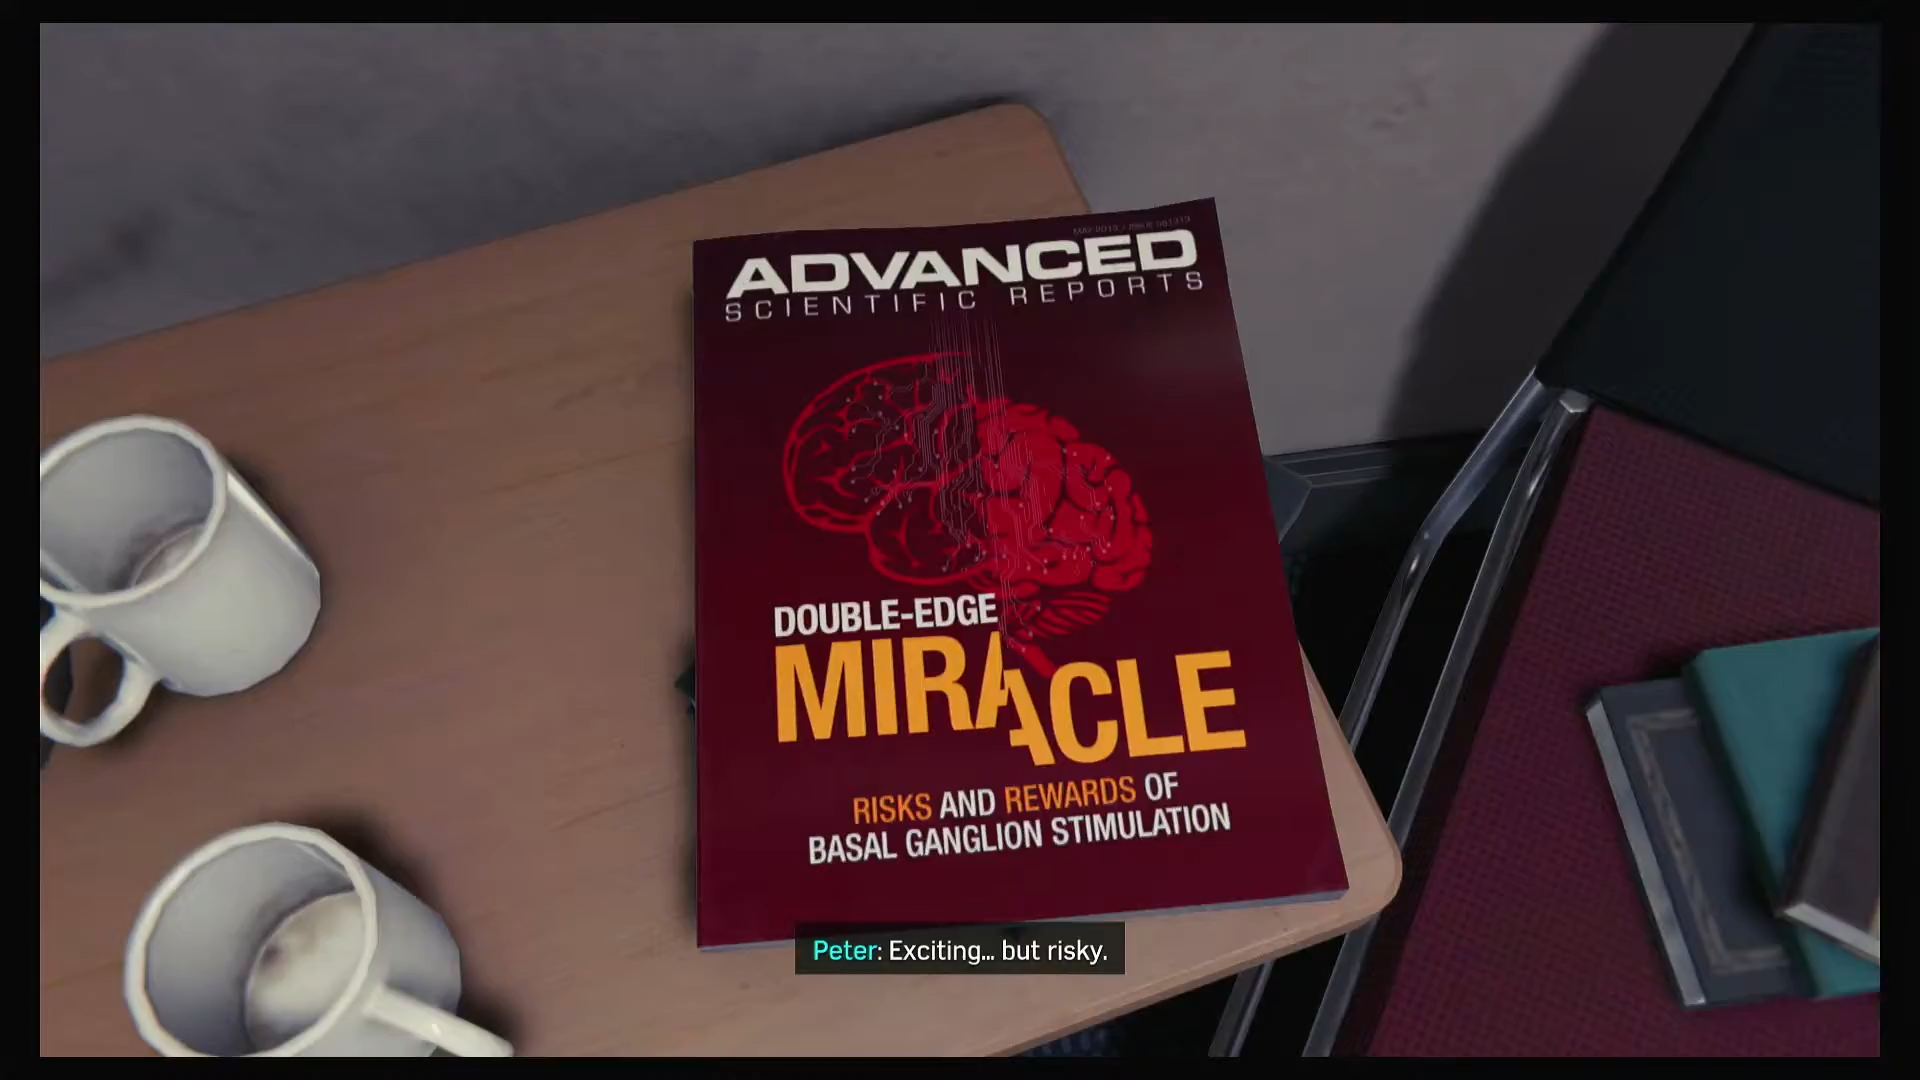 ADVANCED
SCIENTIFIC REPORTS
DOUBLE-EDGE
MIRACLE
RISKS AND REWARDS OF
BASAL GANGLION STIMULATION
Peter: Exciting... but risky.